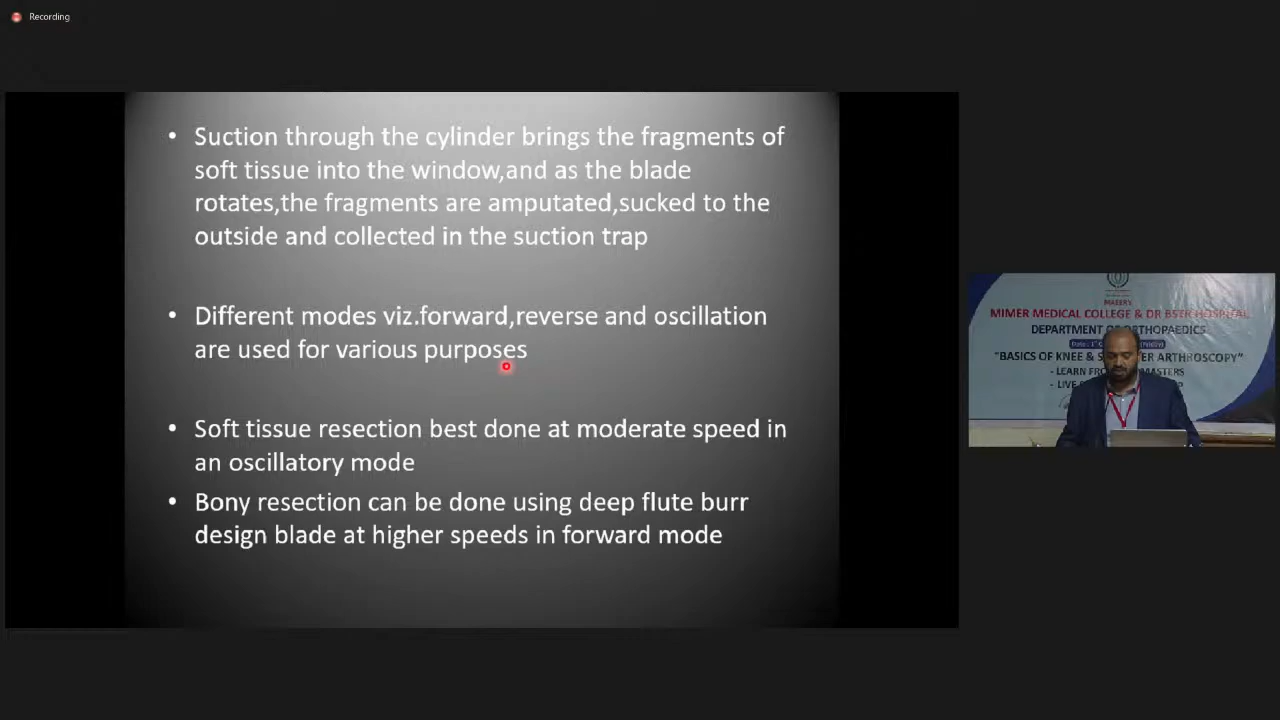 Recording
• Suction through the cylinder brings the fragments of
soft tissue into the window,and as the blade
rotates,the fragments are amputated,sucked to the
outside and collected in the suction trap
• Different modes viz.forward,reverse and oscillation
are used for various purposes
• Soft tissue resection best done at moderate speed in
an oscillatory mode
• Bony resection can be done using deep flute burr
design blade at higher speeds in forward mode
MIMER MEDICAL COLLEGE & DR BSTR HOSPITAL
DEPARTMENT OF ORTHOPAEDICS
"BASICS OF KNEE & ARTHROSCOPY"
- LEARN